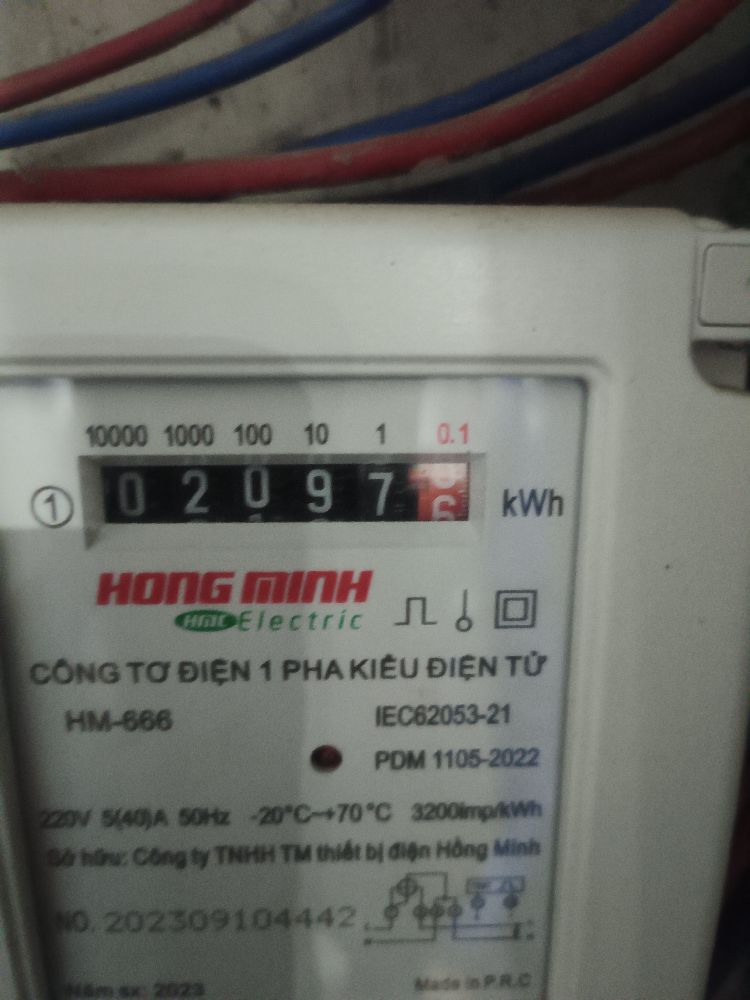 10000 1000 100 10 1 0.1
1 0 2 0 9 7 6 kWh
HONG MINH
HMC Electric
CÔNG TƠ ĐIỆN 1 PHA KIỂU ĐIỆN TỬ
HM-666 IEC62053-21
PDM 1105-2022
220V 5(40)A 50Hz -20°C~+70°C 3200imp/kWh
Sở hữu: Công ty TNHH TM thiết bị điện Hồng Minh
NO. 202309104442
Năm sx: 2023 Made in P.R.C